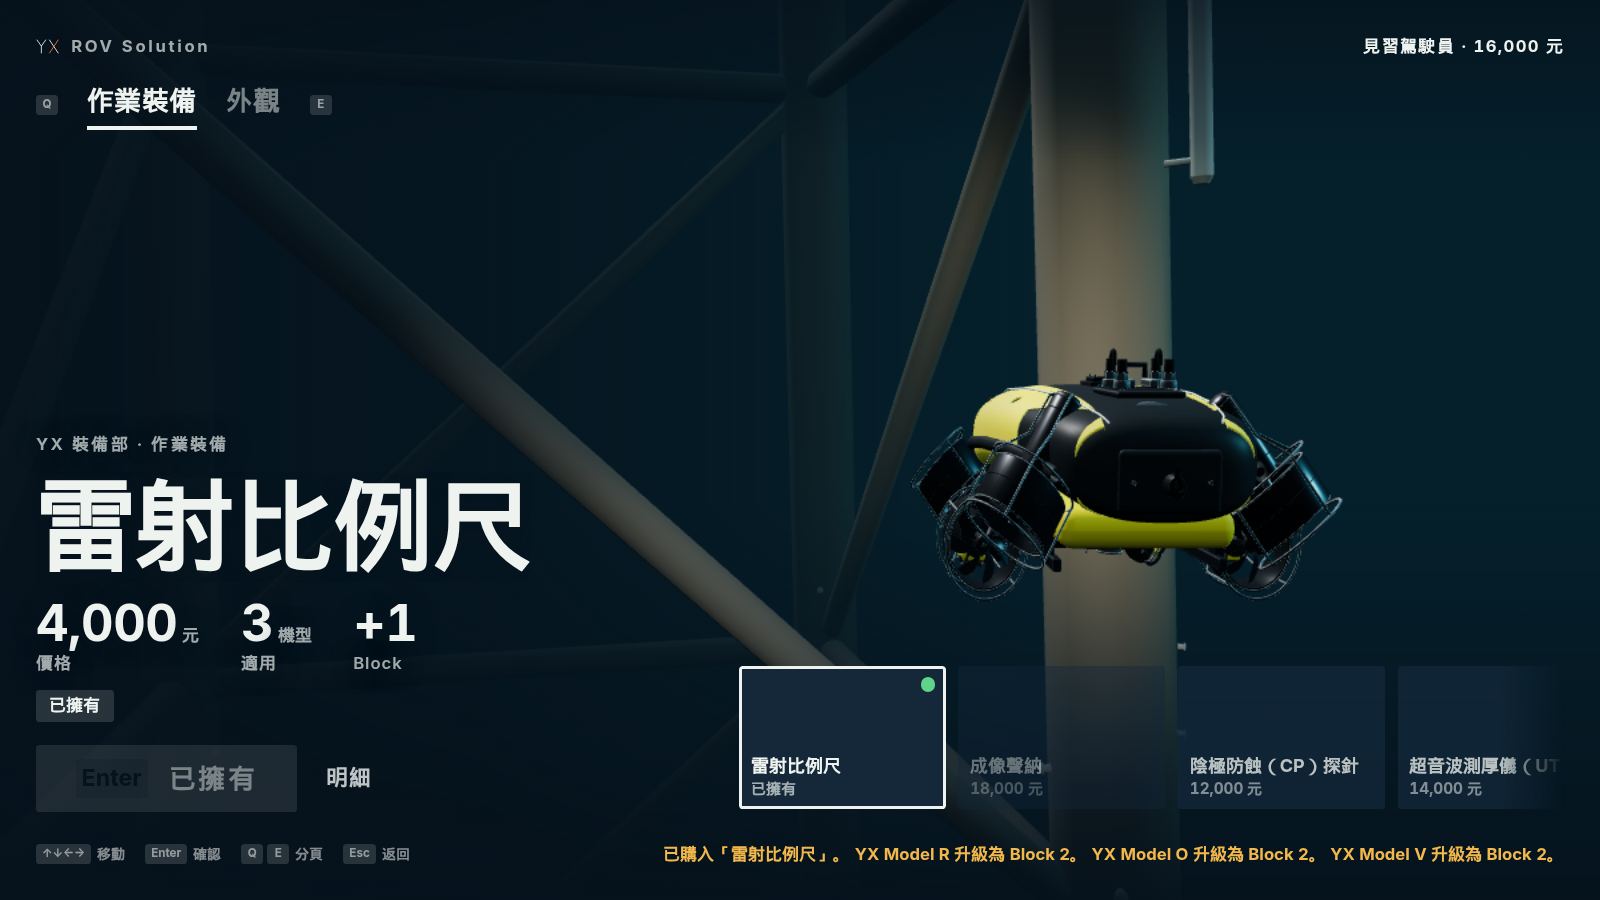 YX ROV Solution
見習駕駛員 · 16,000 元
Q 作業裝備 外觀 E
YX 裝備部 · 作業裝備
雷射比例尺
4,000 元 3 機型 +1
價格 適用 Block
已擁有
Enter 已擁有 明細
雷射比例尺
已擁有
成像聲納
18,000 元
陰極防蝕（CP）探針
12,000 元
超音波測厚儀（UT
14,000 元
↑↓←→ 移動 Enter 確認 Q E 分頁 Esc 返回
已購入「雷射比例尺」。 YX Model R 升級為 Block 2。 YX Model O 升級為 Block 2。 YX Model V 升級為 Block 2。